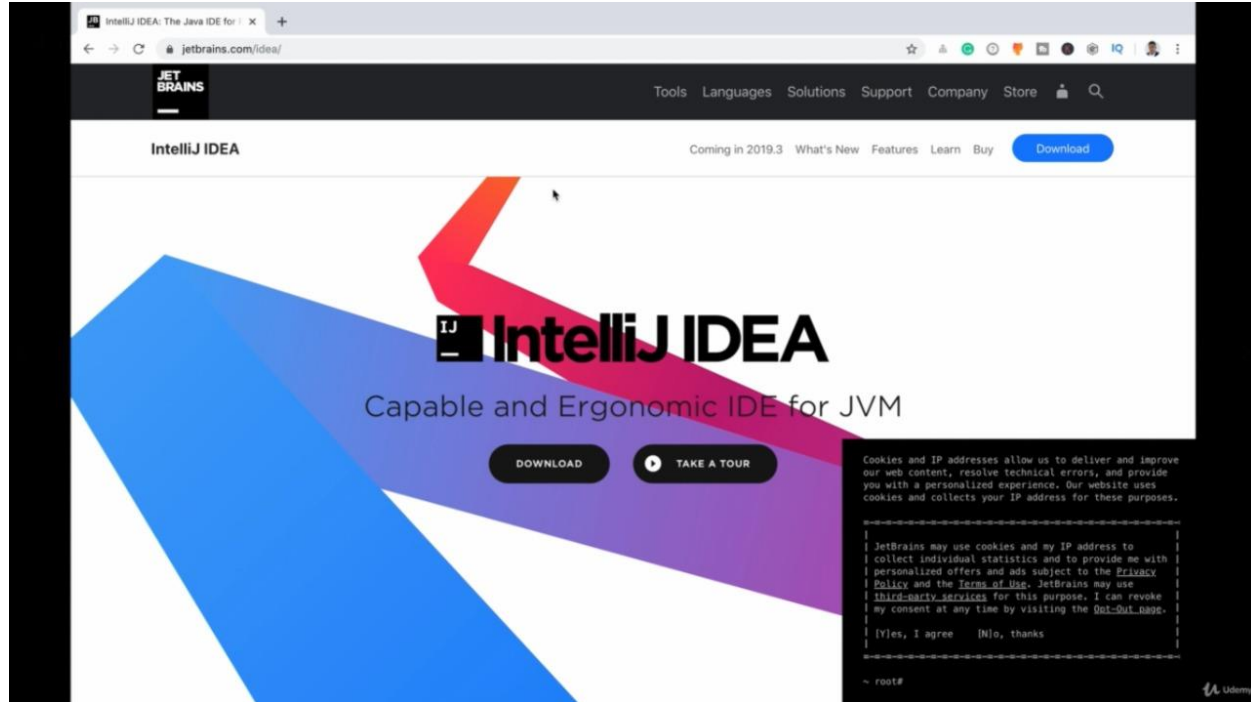 IntelliJ IDEA: The Java IDE for
jetbrains.com/idea/
JET
BRAINS
Tools Languages Solutions Support Company Store
IntelliJ IDEA
Coming in 2019.3 What's New Features Learn Buy Download
IJ
IntelliJ IDEA
Capable and Ergonomic IDE for JVM
DOWNLOAD TAKE A TOUR
Cookies and IP addresses allow us to deliver and improve
our web content, resolve technical errors, and provide
you with a personalized experience. Our website uses
cookies and collects your IP address for these purposes.
JetBrains may use cookies and my IP address to
collect individual statistics and to provide me with
personalized offers and ads subject to the Privacy
Policy and the Terms of Use. JetBrains may use
third-party services for this purpose. I can revoke
my consent at any time by visiting the Opt-Out page.
[Y]es, I agree [N]o, thanks
~ root#
Udemy